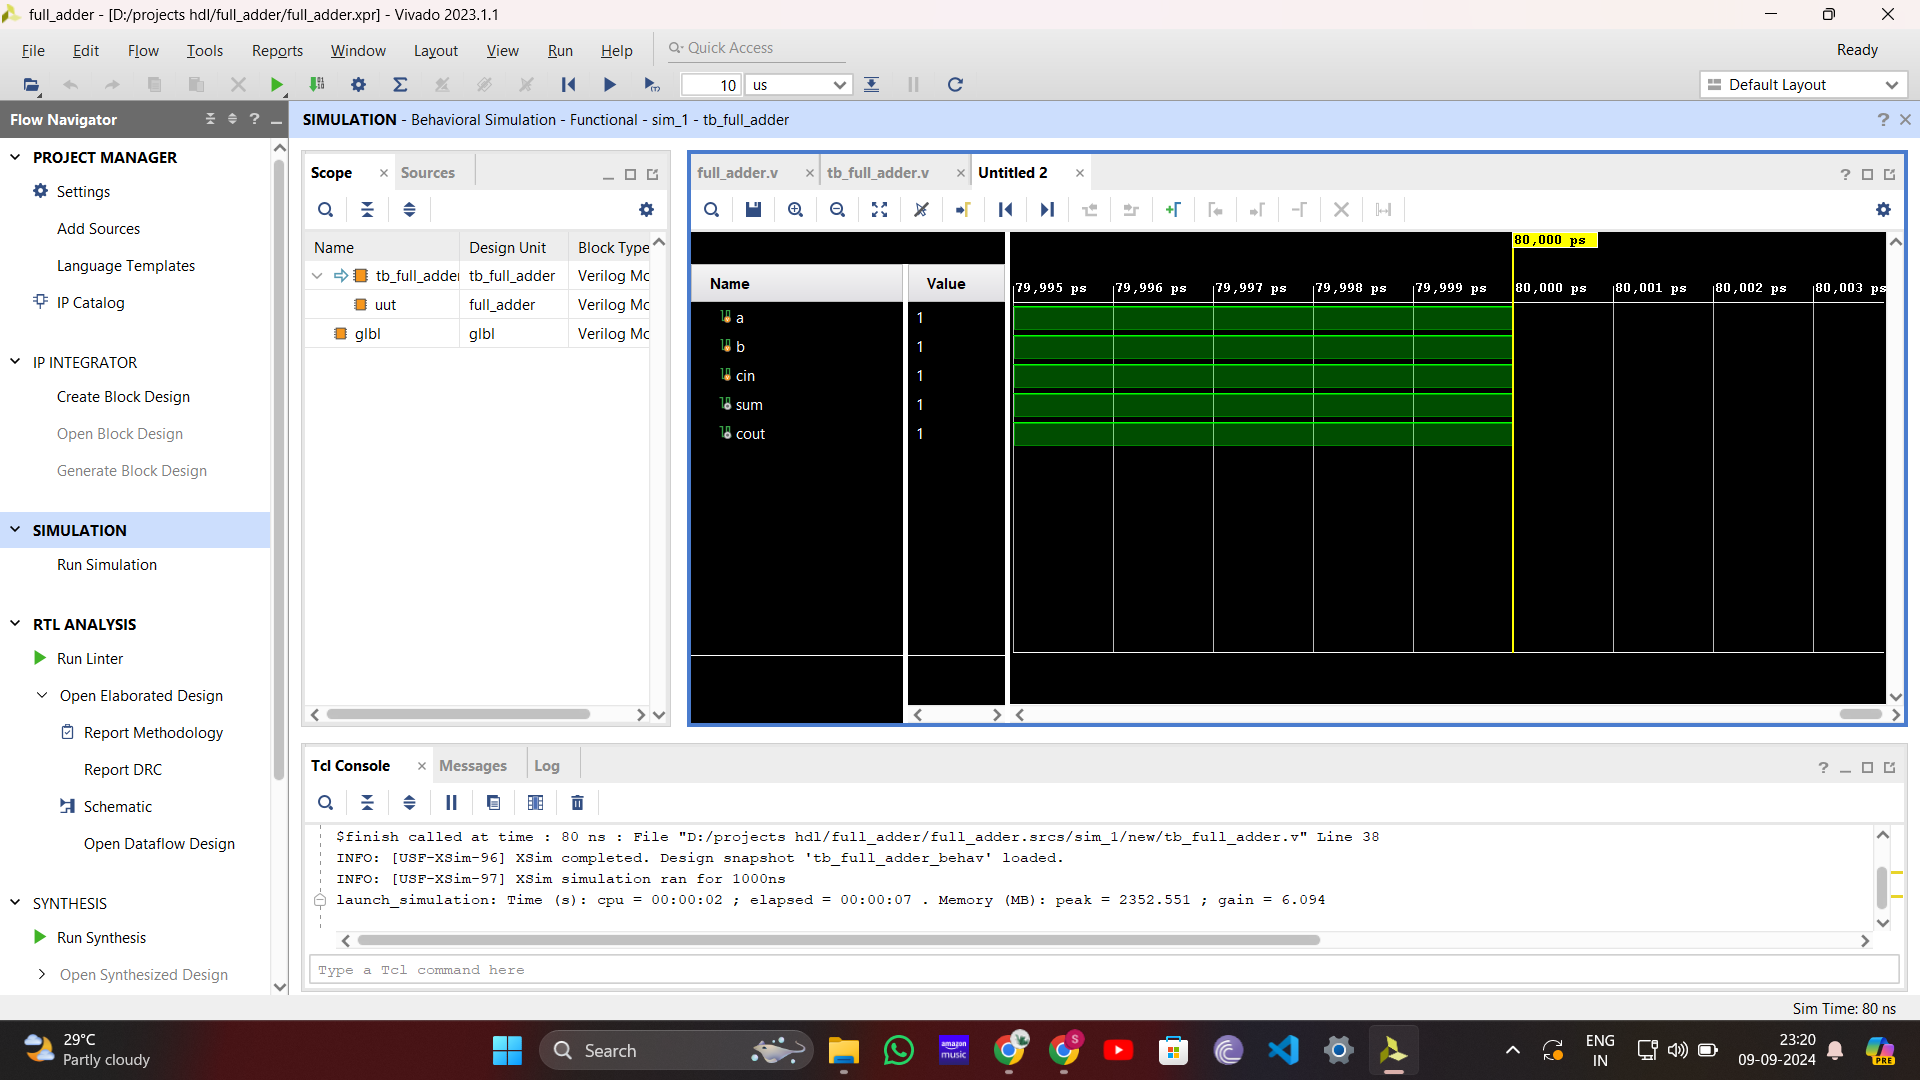 full_adder - [D:/projects hdl/full_adder/full_adder.xpr] - Vivado 2023.1.1
File Edit Flow Tools Reports Window Layout View Run Help Quick Access Ready
10 us Default Layout
Flow Navigator
SIMULATION - Behavioral Simulation - Functional - sim_1 - tb_full_adder
PROJECT MANAGER
Settings
Add Sources
Language Templates
IP Catalog
IP INTEGRATOR
Create Block Design
Open Block Design
Generate Block Design
SIMULATION
Run Simulation
RTL ANALYSIS
Run Linter
Open Elaborated Design
Report Methodology
Report DRC
Schematic
Open Dataflow Design
SYNTHESIS
Run Synthesis
Open Synthesized Design
Scope Sources
Name Design Unit Block Type
tb_full_adder tb_full_adder Verilog Mo
uut full_adder Verilog Mo
glbl glbl Verilog Mo
full_adder.v tb_full_adder.v Untitled 2
80,000 ps
Name Value
79,995 ps 79,996 ps 79,997 ps 79,998 ps 79,999 ps 80,000 ps 80,001 ps 80,002 ps 80,003 ps
a 1
b 1
cin 1
sum 1
cout 1
Tcl Console Messages Log
$finish called at time : 80 ns : File "D:/projects hdl/full_adder/full_adder.srcs/sim_1/new/tb_full_adder.v" Line 38
INFO: [USF-XSim-96] XSim completed. Design snapshot 'tb_full_adder_behav' loaded.
INFO: [USF-XSim-97] XSim simulation ran for 1000ns
launch_simulation: Time (s): cpu = 00:00:02 ; elapsed = 00:00:07 . Memory (MB): peak = 2352.551 ; gain = 6.094
Type a Tcl command here
Sim Time: 80 ns
29°C
Partly cloudy
Search
amazon music
S
ENG
IN
23:20
09-09-2024
PRE